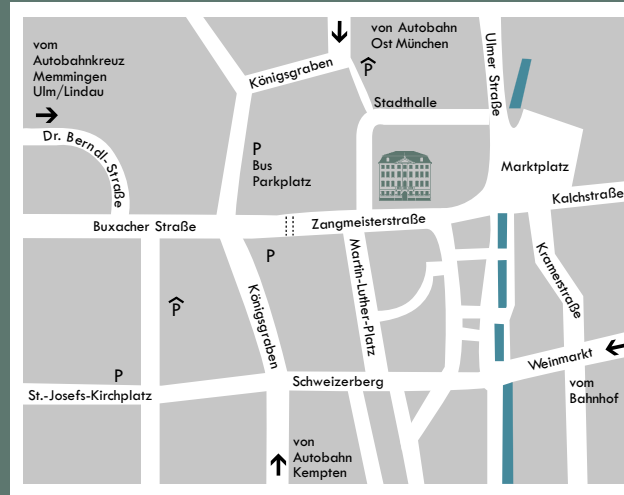 von Autobahn
Ost München
vom
Autobahnkreuz
Memmingen
Ulm/Lindau
Königsgraben
P
Ulmer Straße
Stadthalle
Dr. Berndl-Straße
P
Bus
Parkplatz
Marktplatz
Kalchstraße
Buxacher Straße
Zangmeisterstraße
P
Martin-Luther-Platz
Kramerstraße
Königsgraben
P
P
St.-Josefs-Kirchplatz
Schweizerberg
Weinmarkt
vom
Bahnhof
von
Autobahn
Kempten